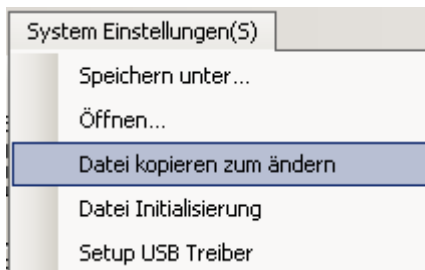 System Einstellungen(S)
Speichern unter...
Öffnen...
Datei kopieren zum ändern
Datei Initialisierung
Setup USB Treiber